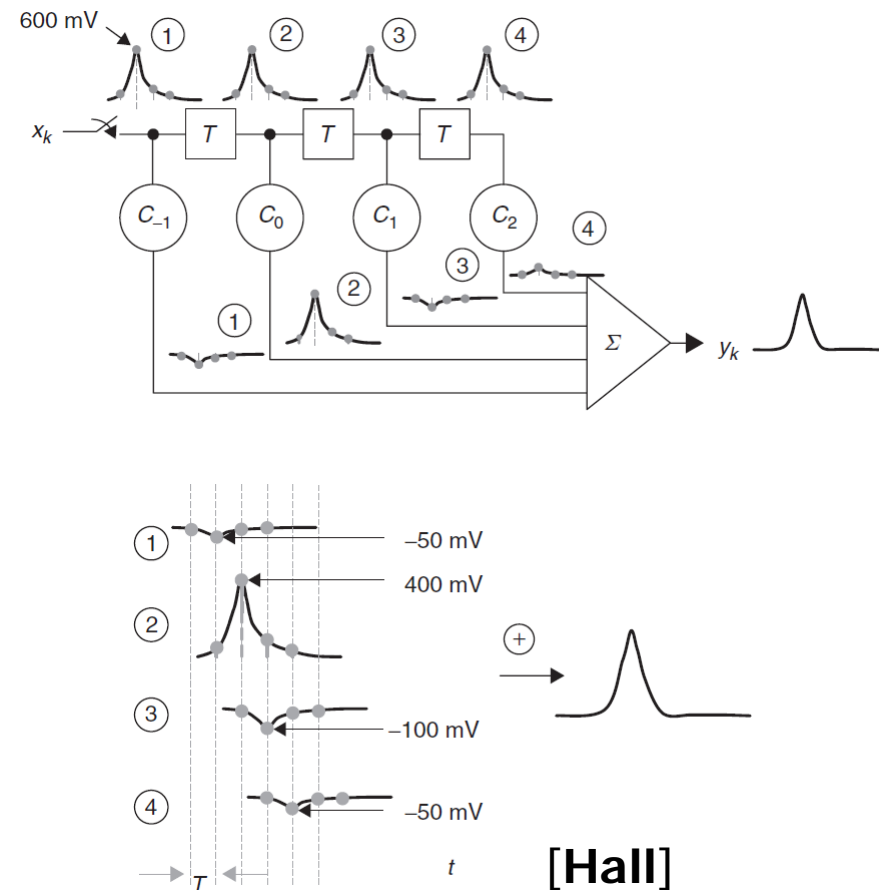 600 mV
1 2 3 4
x_k T T T
C_{–1} C_0 C_1 C_2
4
3
2
1
Σ y_k
1 –50 mV
400 mV
2 +
3 –100 mV
4 –50 mV
T t [Hall]